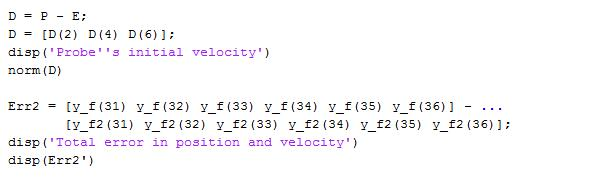 D = P - E;
D = [D(2) D(4) D(6)];
disp('Probe''s initial velocity')
norm(D)
Err2 = [y_f(31) y_f(32) y_f(33) y_f(34) y_f(35) y_f(36)] - ...
[y_f2(31) y_f2(32) y_f2(33) y_f2(34) y_f2(35) y_f2(36)];
disp('Total error in position and velocity')
disp(Err2')